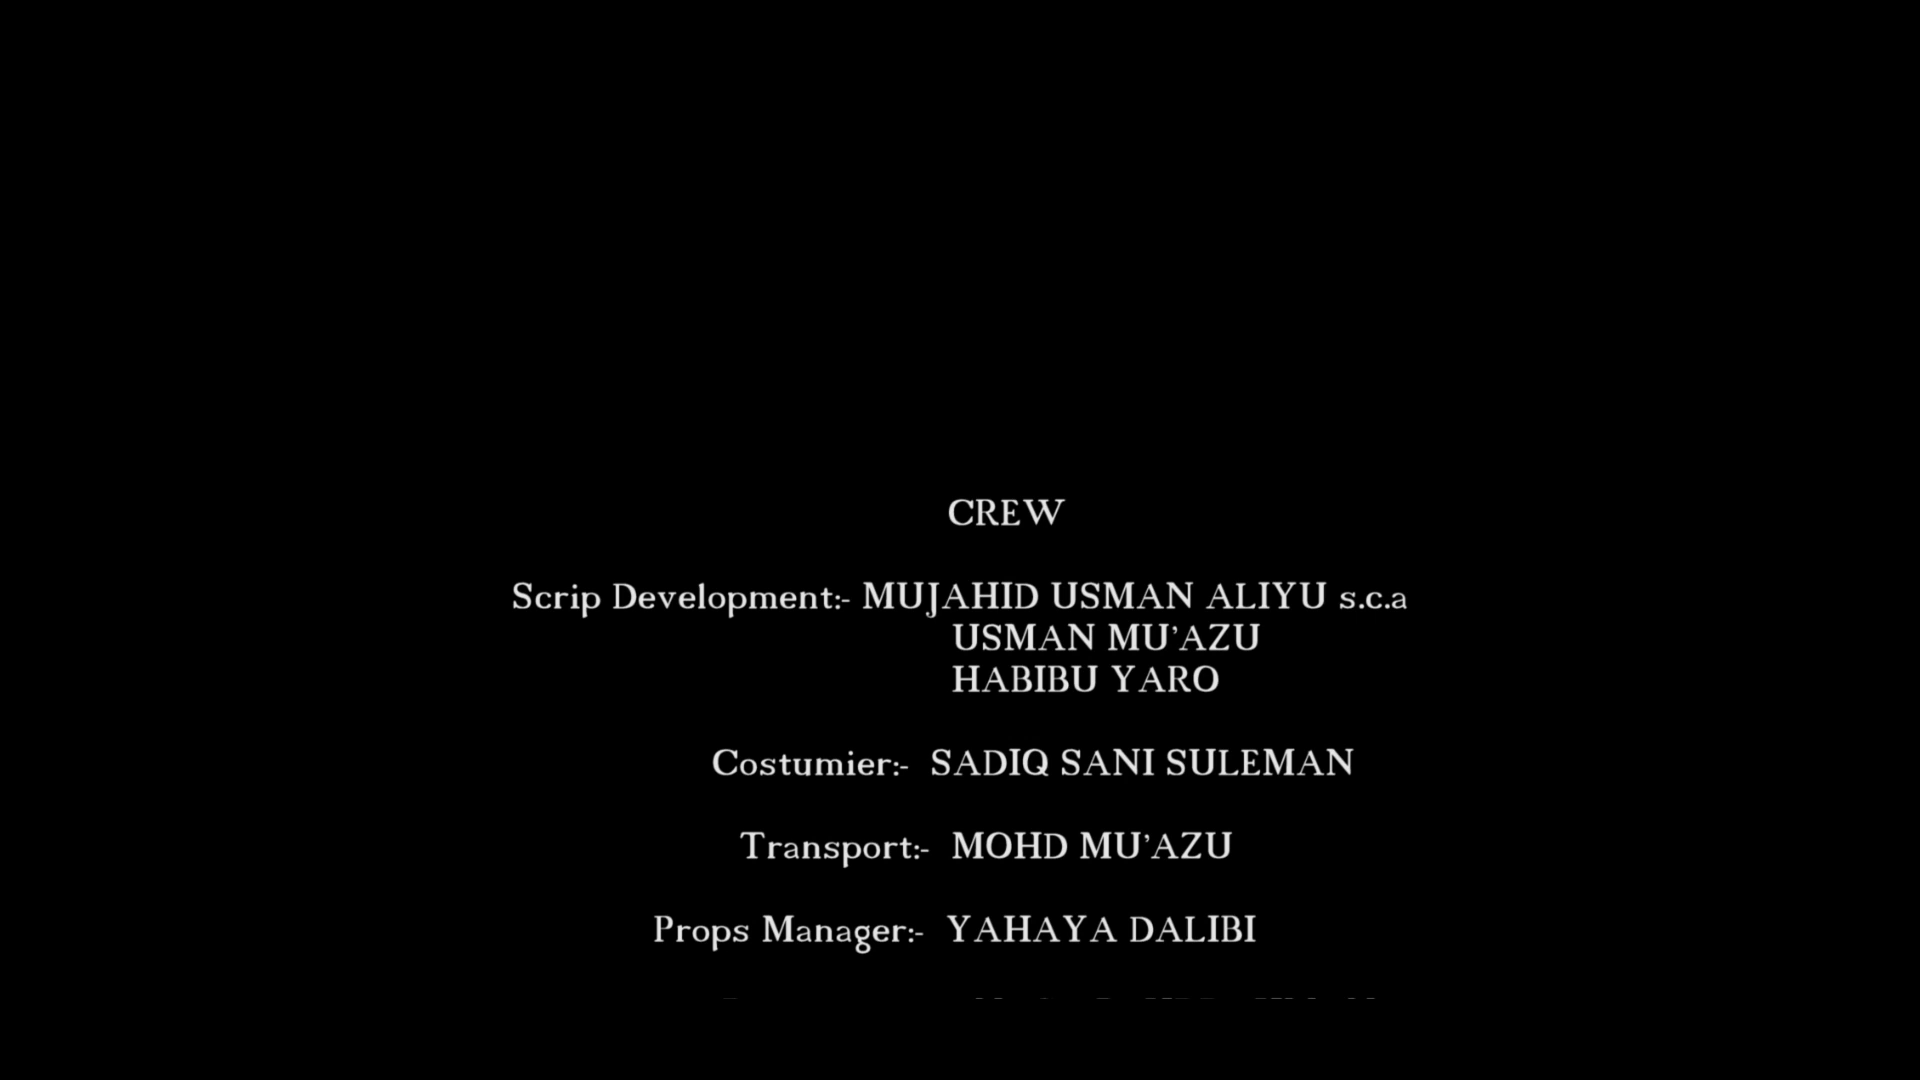 CREW
Scrip Development:- MUJAHID USMAN ALIYU s.c.a
USMAN MU'AZU
HABIBU YARO
Costumier:- SADIQ SANI SULEMAN
Transport:- MOHD MU'AZU
Props Manager:- YAHAYA DALIBI